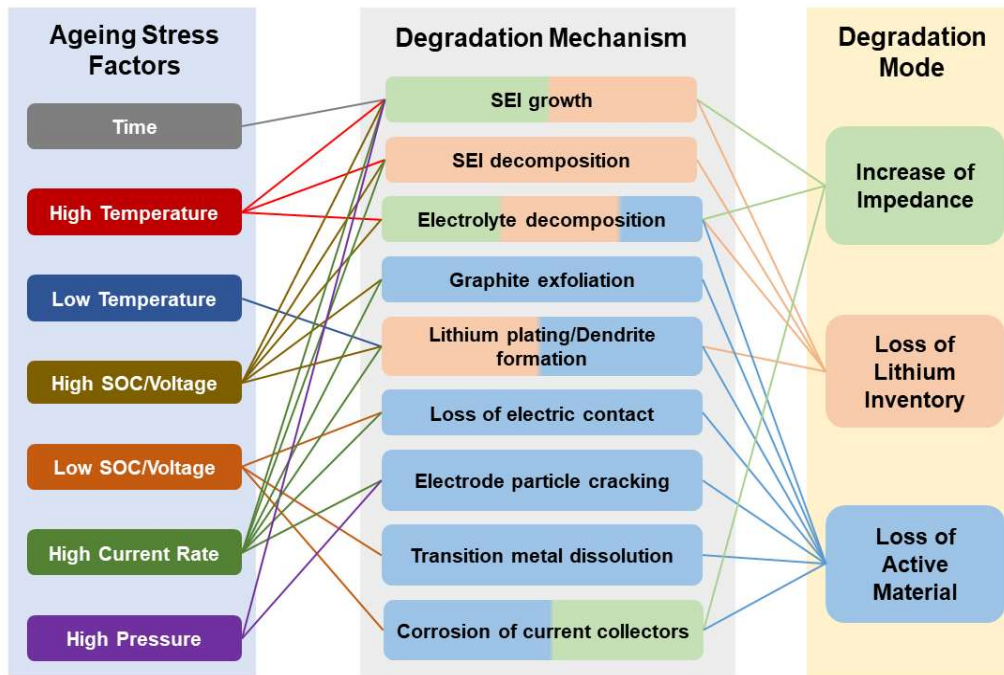 Ageing Stress
Factors
Time
High Temperature
Low Temperature
High SOC/Voltage
Low SOC/Voltage
High Current Rate
High Pressure
Degradation Mechanism
SEI growth
SEI decomposition
Electrolyte decomposition
Graphite exfoliation
Lithium plating/Dendrite
formation
Loss of electric contact
Electrode particle cracking
Transition metal dissolution
Corrosion of current collectors
Degradation
Mode
Increase of
Impedance
Loss of
Lithium
Inventory
Loss of
Active
Material